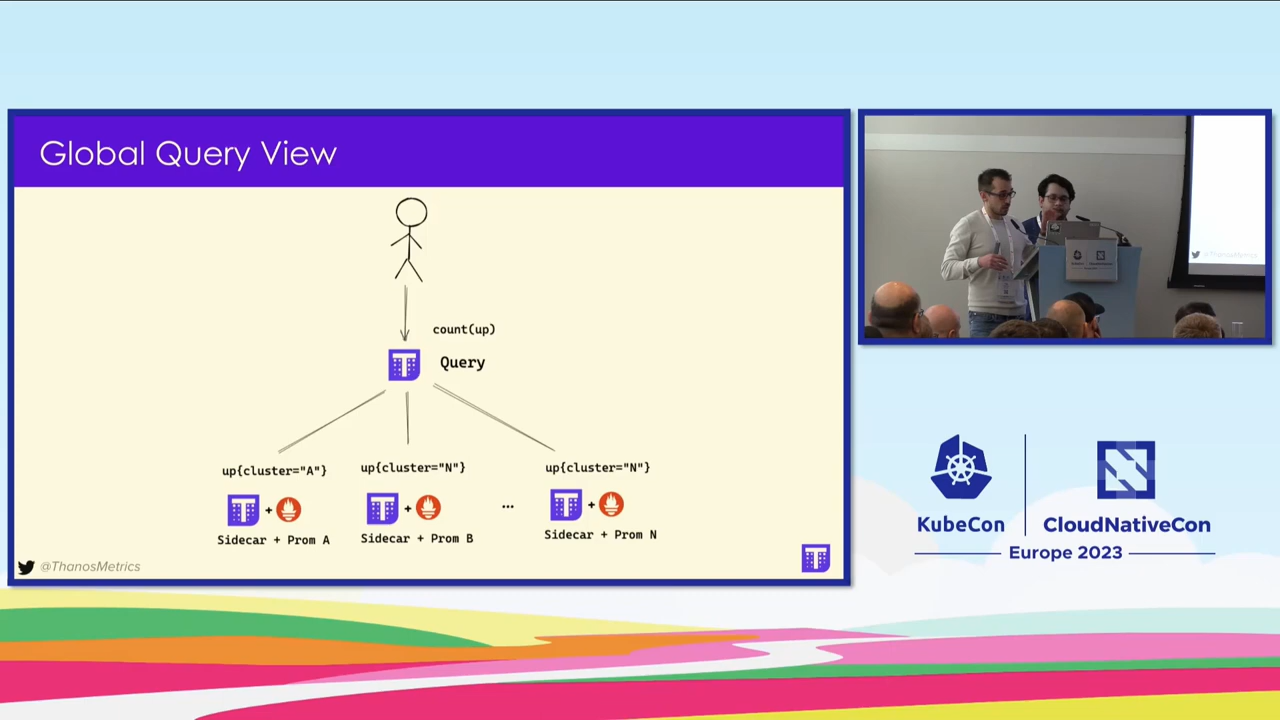 Global Query View
count(up)
Query
up{cluster="A"}
up{cluster="N"}
up{cluster="N"}
+
+
...
+
Sidecar + Prom A
Sidecar + Prom B
Sidecar + Prom N
@ThanosMetrics
@ThanosMetrics
KubeCon
CloudNativeCon
Europe 2023